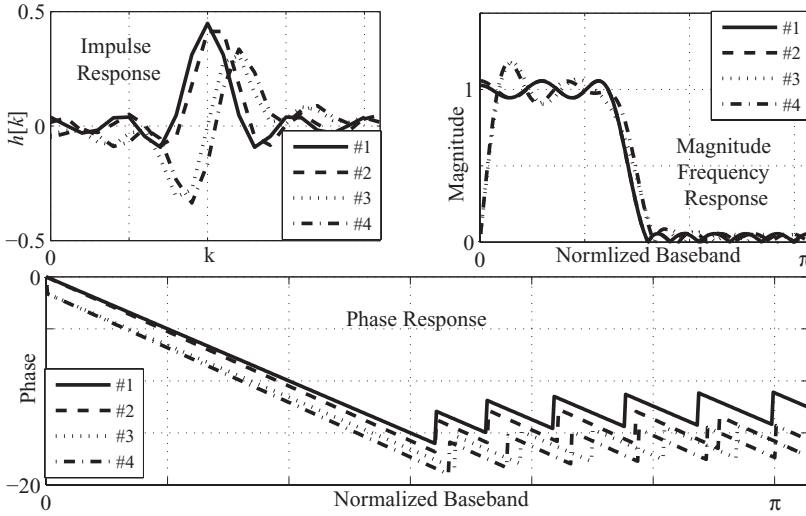 0.5
0
−0.5
h[k]
0
k
Impulse
Response
#1
#2
#3
#4
1
0
Magnitude
0
Normlized Baseband
π
Magnitude
Frequency
Response
#1
#2
#3
#4
0
−20
Phase
Phase Response
#1
#2
#3
#4
0
Normalized Baseband
π